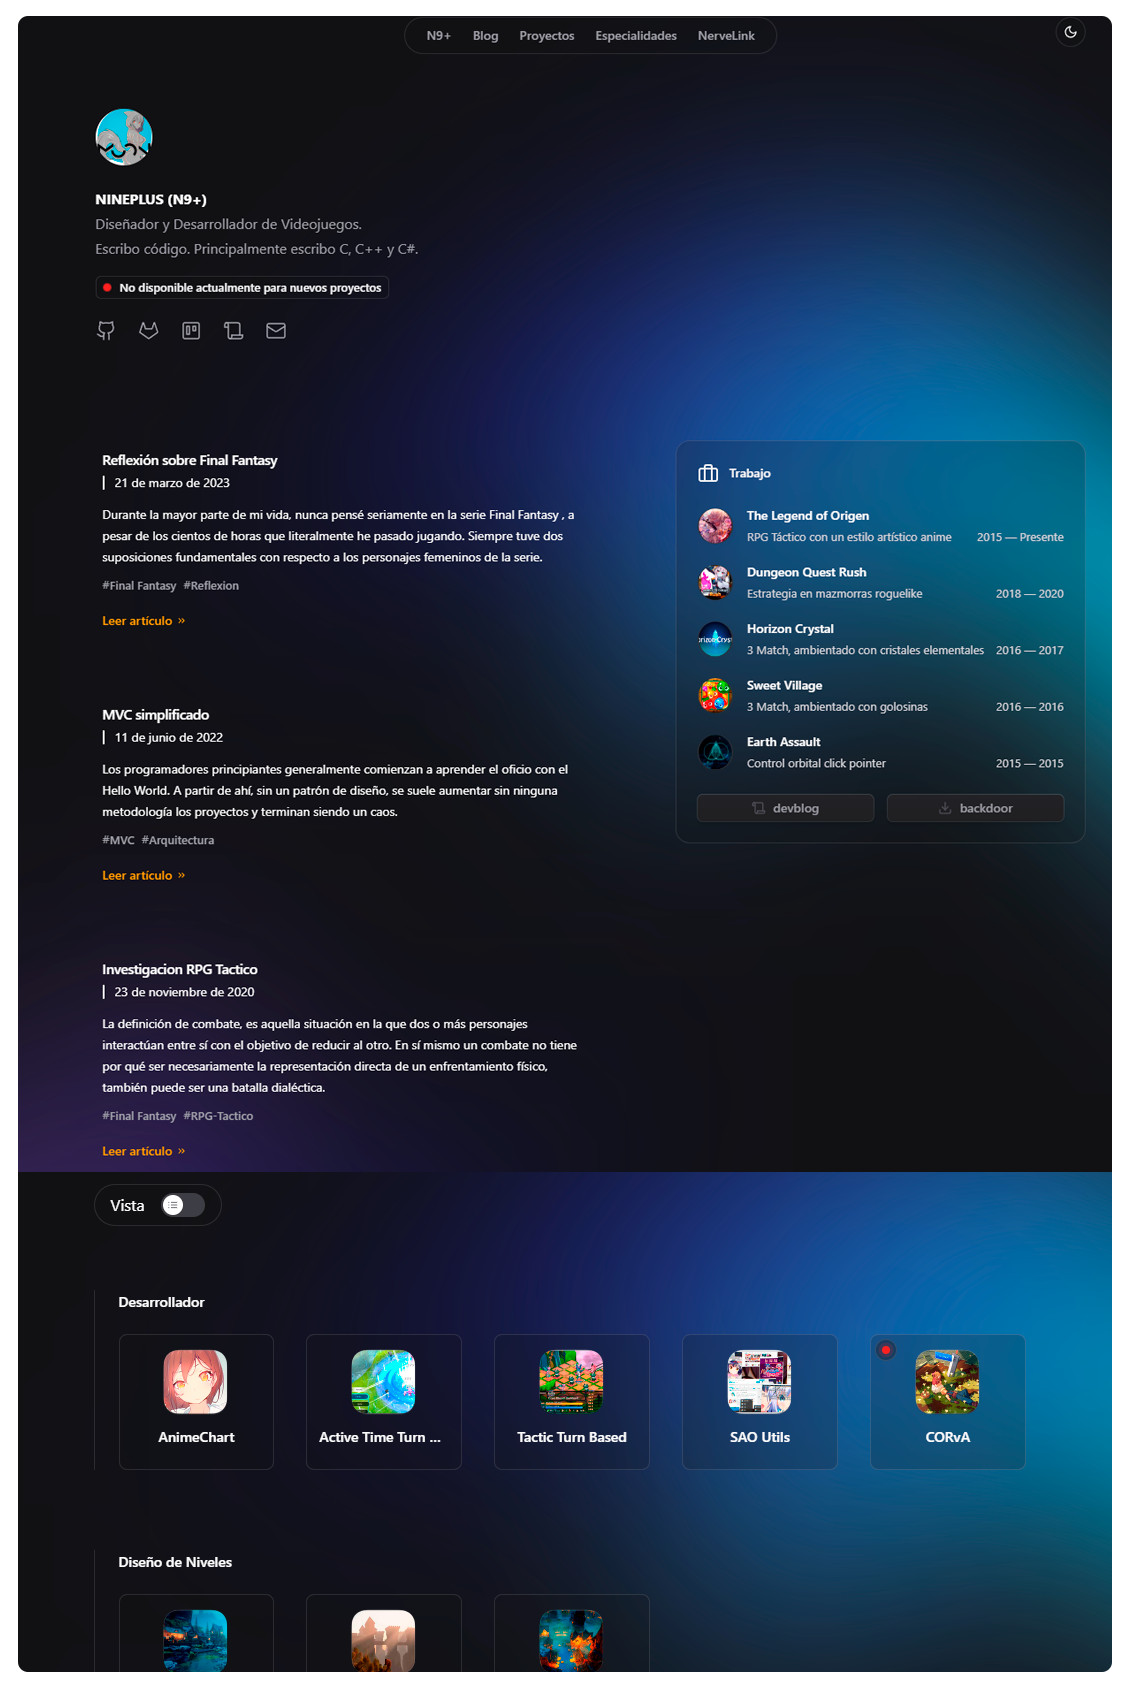 N9+ Blog Proyectos Especialidades NerveLink
NINEPLUS (N9+)
Diseñador y Desarrollador de Videojuegos.
Escribo código. Principalmente escribo C, C++ y C#.
No disponible actualmente para nuevos proyectos
Reflexión sobre Final Fantasy
21 de marzo de 2023
Durante la mayor parte de mi vida, nunca pensé seriamente en la serie Final Fantasy , a
pesar de los cientos de horas que literalmente he pasado jugando. Siempre tuve dos
suposiciones fundamentales con respecto a los personajes femeninos de la serie.
#Final Fantasy #Reflexion
Leer artículo »
MVC simplificado
11 de junio de 2022
Los programadores principiantes generalmente comienzan a aprender el oficio con el
Hello World. A partir de ahí, sin un patrón de diseño, se suele aumentar sin ninguna
metodología los proyectos y terminan siendo un caos.
#MVC #Arquitectura
Leer artículo »
Investigacion RPG Tactico
23 de noviembre de 2020
La definición de combate, es aquella situación en la que dos o más personajes
interactúan entre sí con el objetivo de reducir al otro. En sí mismo un combate no tiene
por qué ser necesariamente la representación directa de un enfrentamiento físico,
también puede ser una batalla dialéctica.
#Final Fantasy #RPG-Tactico
Leer artículo »
Trabajo
The Legend of Origen
RPG Táctico con un estilo artístico anime 2015 — Presente
Dungeon Quest Rush
Estrategia en mazmorras roguelike 2018 — 2020
Horizon Crystal
3 Match, ambientado con cristales elementales 2016 — 2017
Sweet Village
3 Match, ambientado con golosinas 2016 — 2016
Earth Assault
Control orbital click pointer 2015 — 2015
devblog backdoor
Vista
Desarrollador
AnimeChart Active Time Turn ... Tactic Turn Based SAO Utils CORvA
Diseño de Niveles